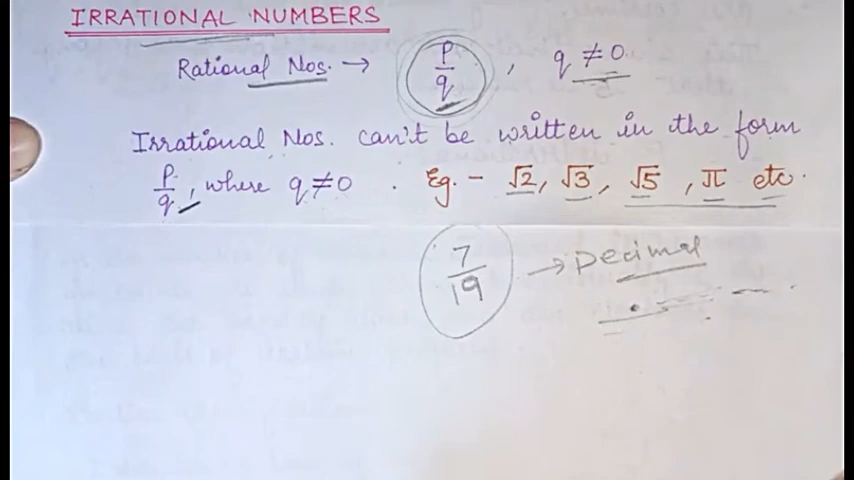 IRRATIONAL NUMBERS
Rational Nos. → p/q , q ≠ 0.
Irrational Nos. can't be written in the form
p/q , where q ≠ 0 . Eg. - √2, √3, √5 , π etc.
7/19 → Decimal